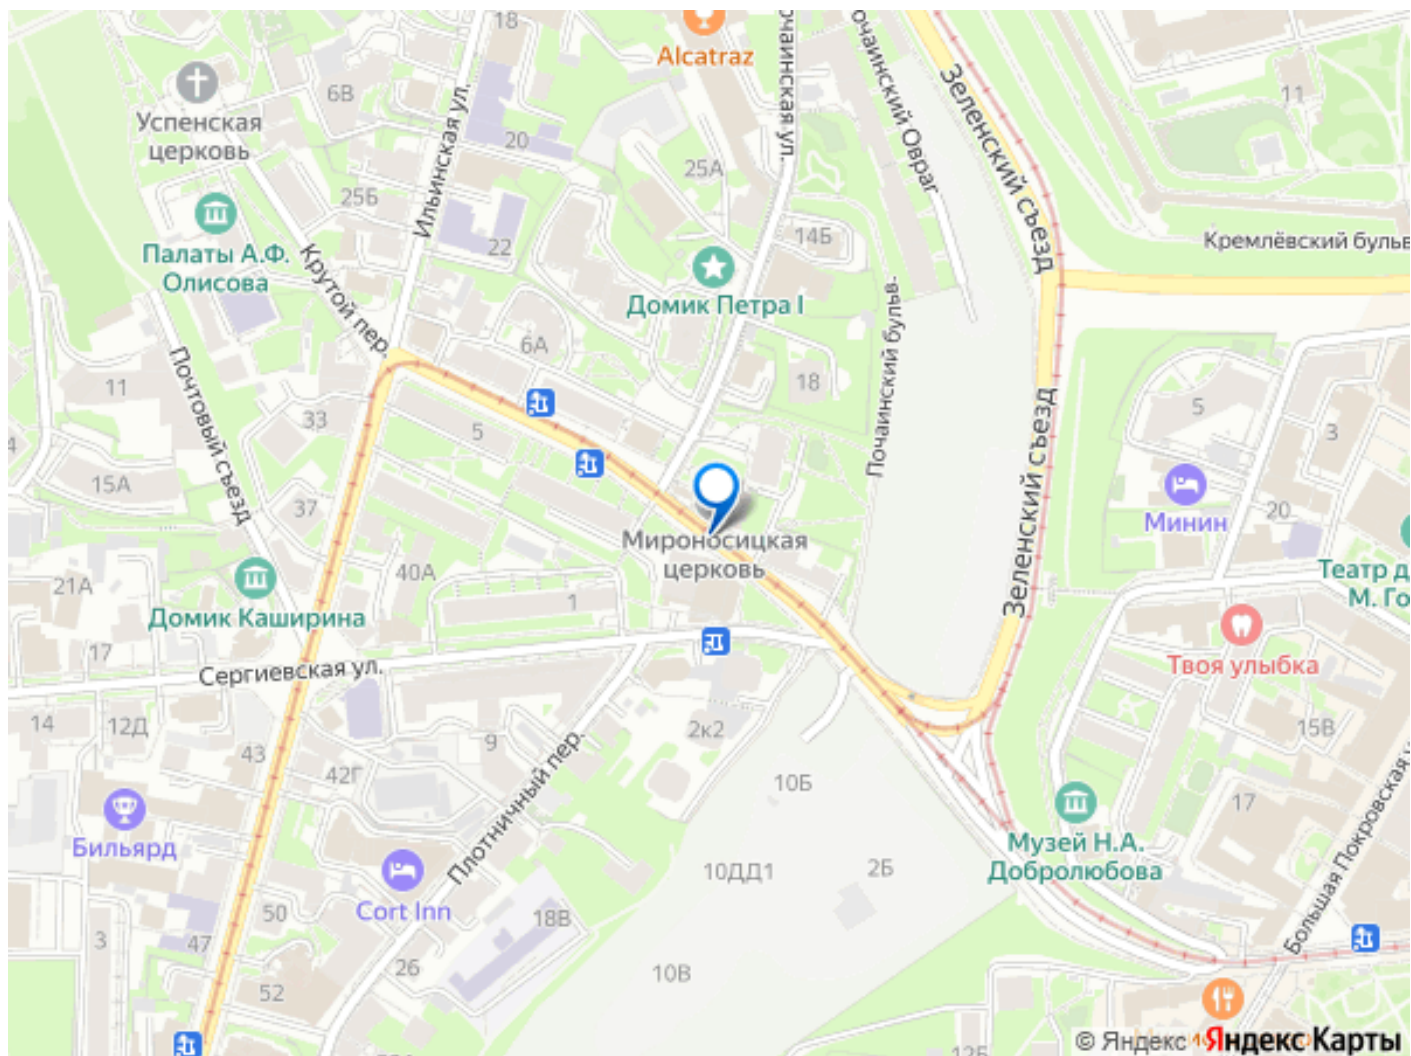 18
Alcatraz
6В
Успенская
церковь
20
Ильинская ул.
25А
очаинская ул.
очаинский Овраг
Зеленский съезд
11
25Б
22
14Б
Палаты А.Ф.
Олисова
Крутой пер.
Домик Петра I
Кремлёвский бульв
Почаинский бульв.
6А
18
11
33
5
Почтовый съезд
15А
37
5
3
Минин
20
Мироносицкая
церковь
Зеленский съезд
21А
40А
1
Домик Каширина
Театр д
М. Го
17
Сергиевская ул.
Твоя улыбка
14
12Д
43
9
2к2
15В
42Г
10Б
Плотничный пер.
17
Бильярд
Музей Н.А.
Добролюбова
10ДД1
2Б
Большая Покровская
Cort Inn
50
18В
3
47
26
10В
52
12Б
© Яндекс Яндекс Карты